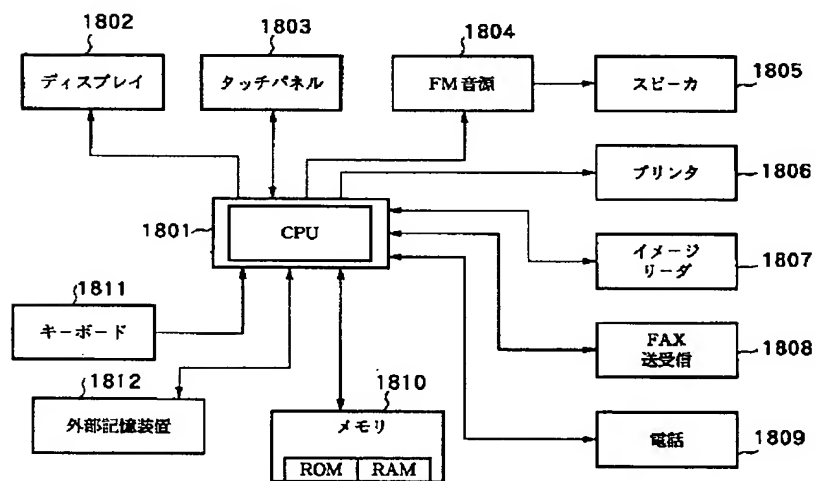 1802
1803
1804
ディスプレイ
タッチパネル
FM音源
スピーカ
1805
プリンタ
1806
1801
CPU
イメージ
リーダ
1807
1811
キーボード
FAX
送受信
1808
1812
外部記憶装置
1810
メモリ
ROM
RAM
電話
1809